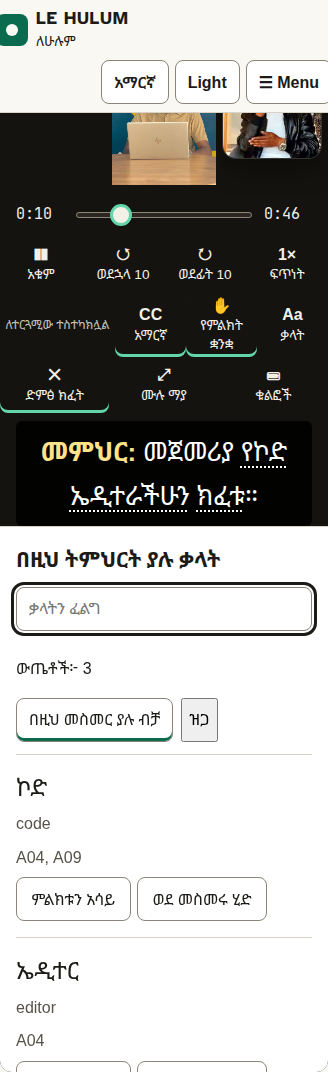 LE HULUM
ለሁሉም
አማርኛ
Light
☰ Menu
0:10
0:46
አቁም
ወደኋላ 10
ወደፊት 10
1×
ፍጥነት
ለተርጓሚው ተስተካክሏል
CC
አማርኛ
የምልክት
ቋንቋ
Aa
ቃላት
ድምፅ ክፈት
ሙሉ ማያ
ቁልፎች
መምህር: መጀመሪያ የኮድ
ኤዲተራችሁን ክፈቱ።
በዚህ ትምህርት ያሉ ቃላት
ቃላትን ፈልግ
ውጤቶች፦ 3
በዚህ መስመር ያሉ ብቻ
ዝጋ
ኮድ
code
A04, A09
ምልክቱን አሳይ
ወደ መስመሩ ሂድ
ኤዲተር
editor
A04